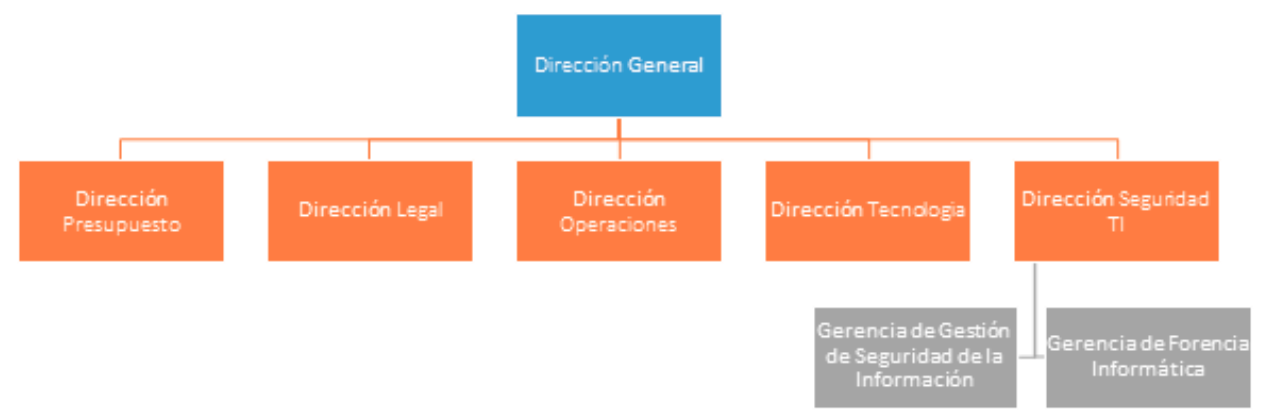 Dirección General
Dirección
Presupuesto
Dirección Legal
Dirección
Operaciones
Dirección Tecnologia
Dirección Seguridad
TI
Gerencia de Gestión
de Seguridad de la
Información
Gerencia de Forencia
Informática